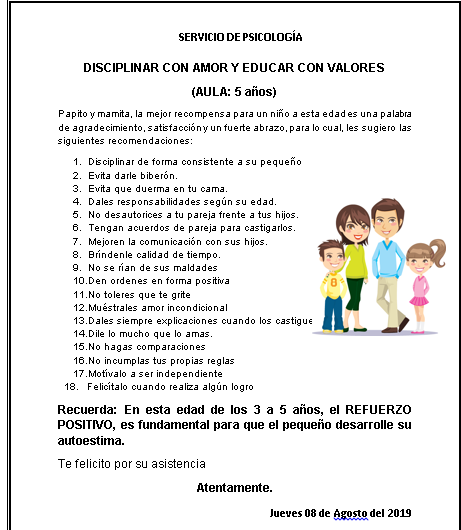 SERVICIO DE PSICOLOGÍA
DISCIPLINAR CON AMOR Y EDUCAR CON VALORES
(AULA: 5 años)
Papito y mamita, la mejor recompensa para un niño a esta edad es una palabra
de agradecimiento, satisfacción y un fuerte abrazo, para lo cual, les sugiero las
siguientes recomendaciones:
1. Disciplinar de forma consistente a su pequeño
2. Evita darle biberón.
3. Evita que duerma en tu cama.
4. Dales responsabilidades según su edad.
5. No desautorices a tu pareja frente a tus hijos.
6. Tengan acuerdos de pareja para castigarlos.
7. Mejoren la comunicación con sus hijos.
8. Bríndenle calidad de tiempo.
9. No se rían de sus maldades
10. Den ordenes en forma positiva
11. No toleres que te grite
12. Muéstrales amor incondicional
13. Dales siempre explicaciones cuando los castigue
14. Dile lo mucho que lo amas.
15. No hagas comparaciones
16. No incumplas tus propias reglas
17. Motívalo a ser independiente
18. Felicítalo cuando realiza algún logro
Recuerda: En esta edad de los 3 a 5 años, el REFUERZO
POSITIVO, es fundamental para que el pequeño desarrolle su
autoestima.
Te felicito por su asistencia
Atentamente.
Jueves 08 de Agosto del 2019
8